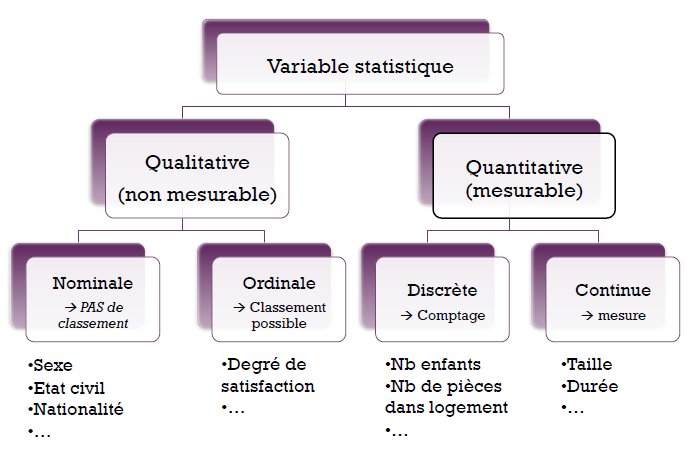 Variable statistique
Qualitative
(non mesurable)
Quantitative
(mesurable)
Nominale
→ PAS de
classement
Ordinale
→ Classement
possible
Discrète
→ Comptage
Continue
→ mesure
•Sexe
•Etat civil
•Nationalité
•...
•Degré de
satisfaction
•...
•Nb enfants
•Nb de pièces
dans logement
•...
•Taille
•Durée
•...